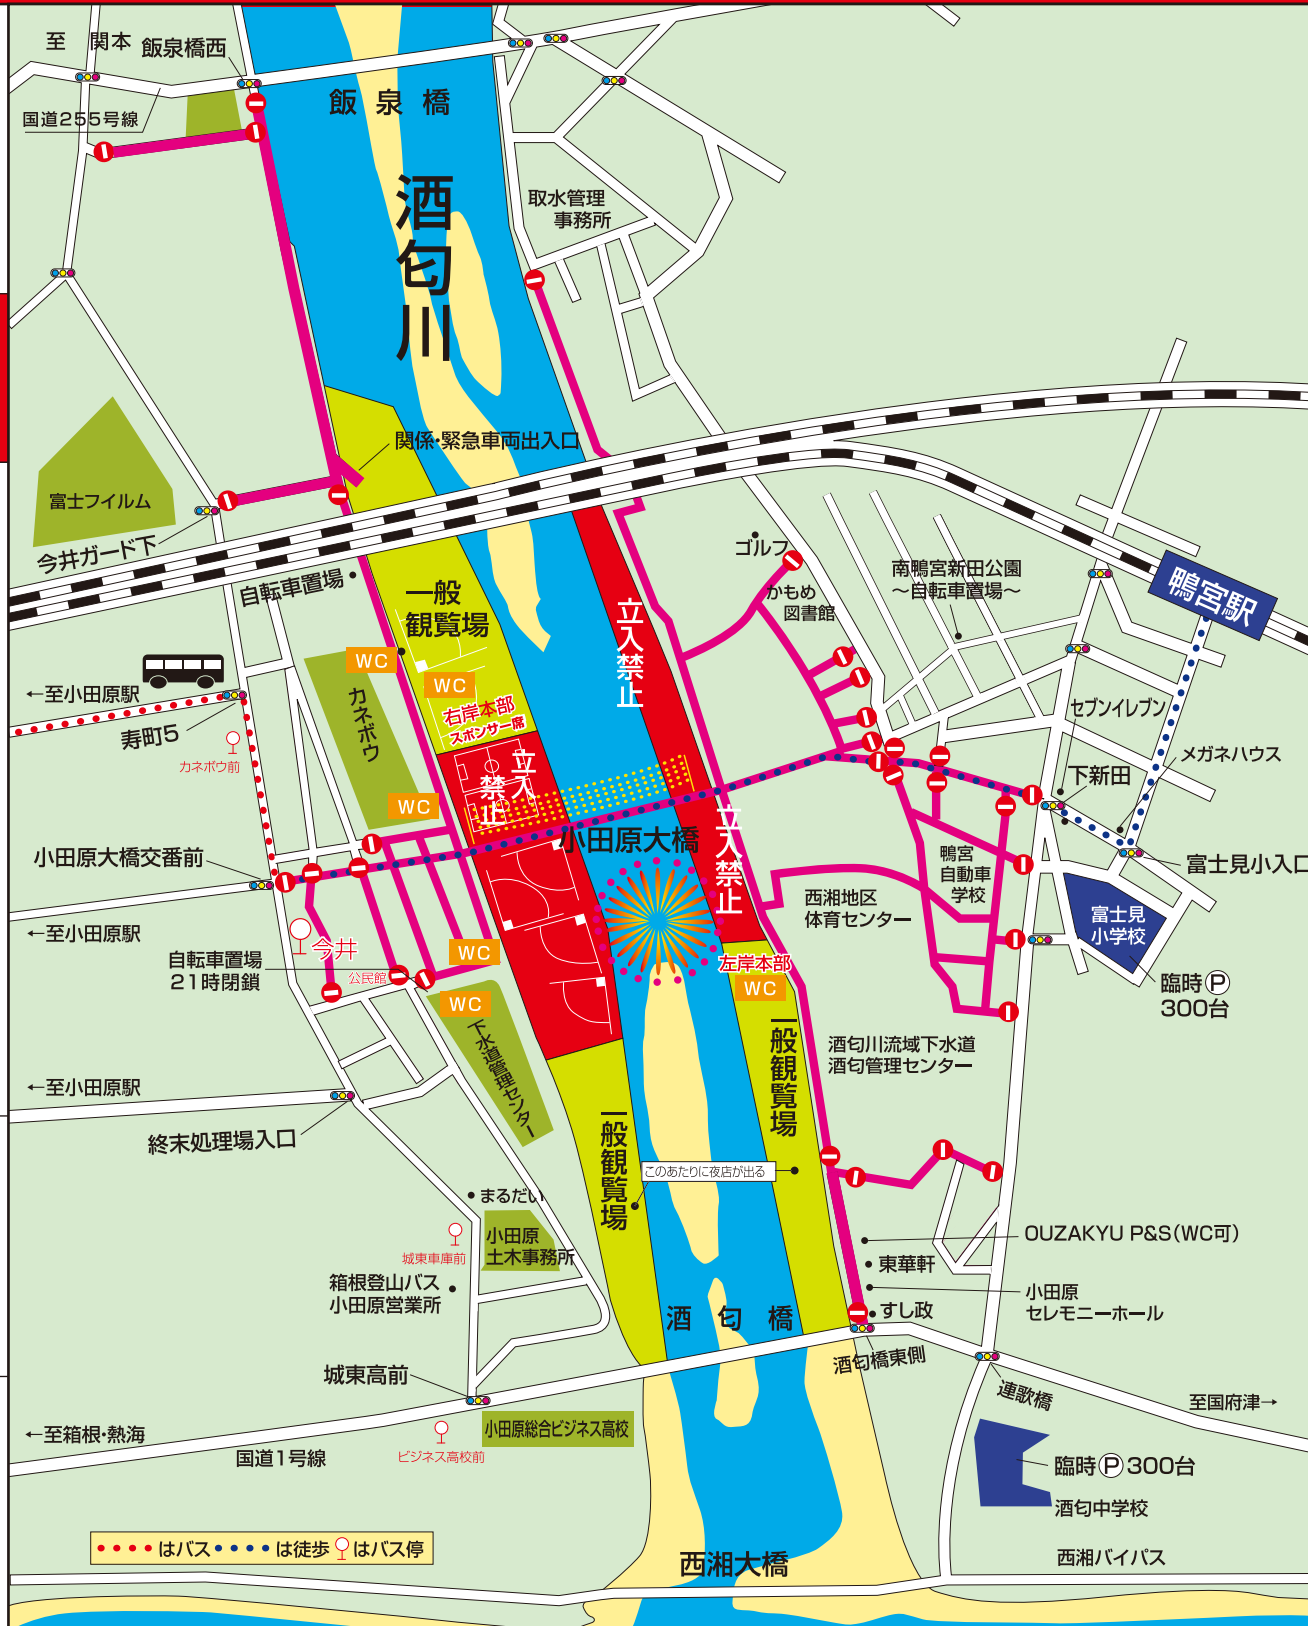 至　関本
飯泉橋西
国道255号線
飯泉橋
酒匂川
取水管理
事務所
関係・緊急車両出入口
富士フイルム
今井ガード下
自転車置場
一般
観覧場
WC
WC
右岸本部
スポンサー席
カネボウ
←至小田原駅
寿町5
カネボウ前
立入禁止
立入
禁止
ゴルフ
かもめ
図書館
南鴨宮新田公園
〜自転車置場〜
鴨宮駅
セブンイレブン
メガネハウス
下新田
富士見小入口
WC
小田原大橋
小田原大橋交番前
立入禁止
鴨宮
自動車
学校
西湘地区
体育センター
富士見
小学校
臨時Ⓟ
300台
←至小田原駅
今井
自転車置場
21時閉鎖
公民館
WC
WC
左岸本部
WC
下水道管理センター
一般観覧場
酒匂川流域下水道
酒匂管理センター
←至小田原駅
終末処理場入口
一般観覧場
このあたりに夜店が出る
まるだい
城東車庫前
小田原
土木事務所
箱根登山バス
小田原営業所
OUZAKYU P&S(WC可)
東華軒
小田原
セレモニーホール
すし政
酒匂橋
酒匂橋東側
城東高前
連歌橋
至国府津→
←至箱根・熱海
国道1号線
小田原総合ビジネス高校
ビジネス高校前
臨時Ⓟ300台
酒匂中学校
はバス
は徒歩
はバス停
西湘大橋
西湘バイパス